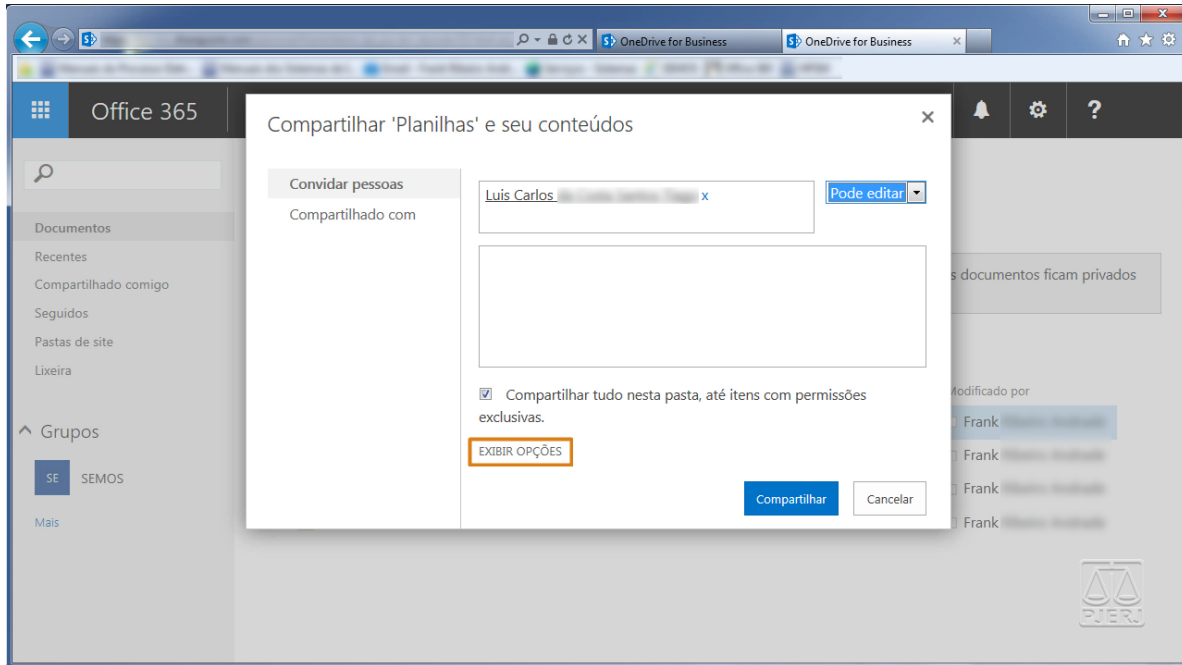 OneDrive for Business
OneDrive for Business
Office 365
?
Compartilhar 'Planilhas' e seu conteúdos
Convidar pessoas
Compartilhado com
Luis Carlos
x
Pode editar
Documentos
Recentes
Compartilhado comigo
Seguidos
Pastas de site
Lixeira
s documentos ficam privados
Compartilhar tudo nesta pasta, até itens com permissões
exclusivas.
EXIBIR OPÇÕES
Modificado por
Frank
Frank
Frank
Frank
Grupos
SE
SEMOS
Mais
Compartilhar
Cancelar
PJERJ